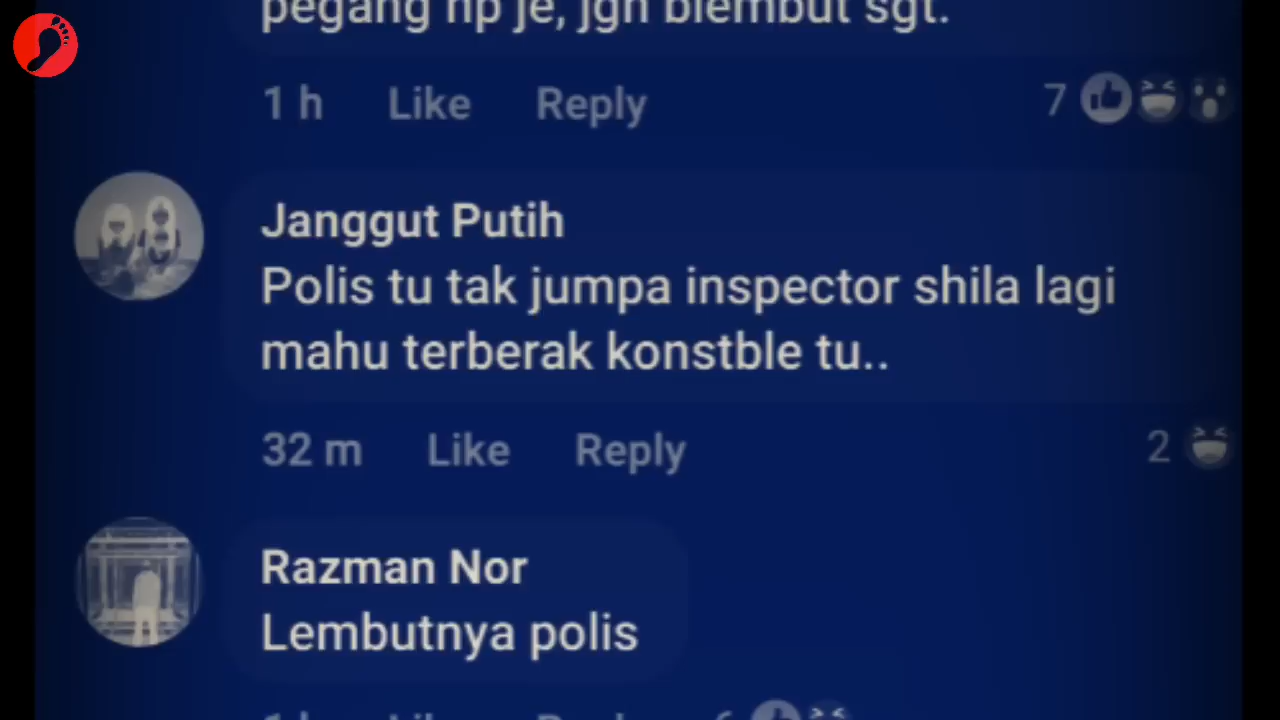 pegang hp je, jgn blembut sgt.
1 h Like Reply 7
Janggut Putih
Polis tu tak jumpa inspector shila lagi
mahu terberak konstble tu..
32 m Like Reply 2
Razman Nor
Lembutnya polis